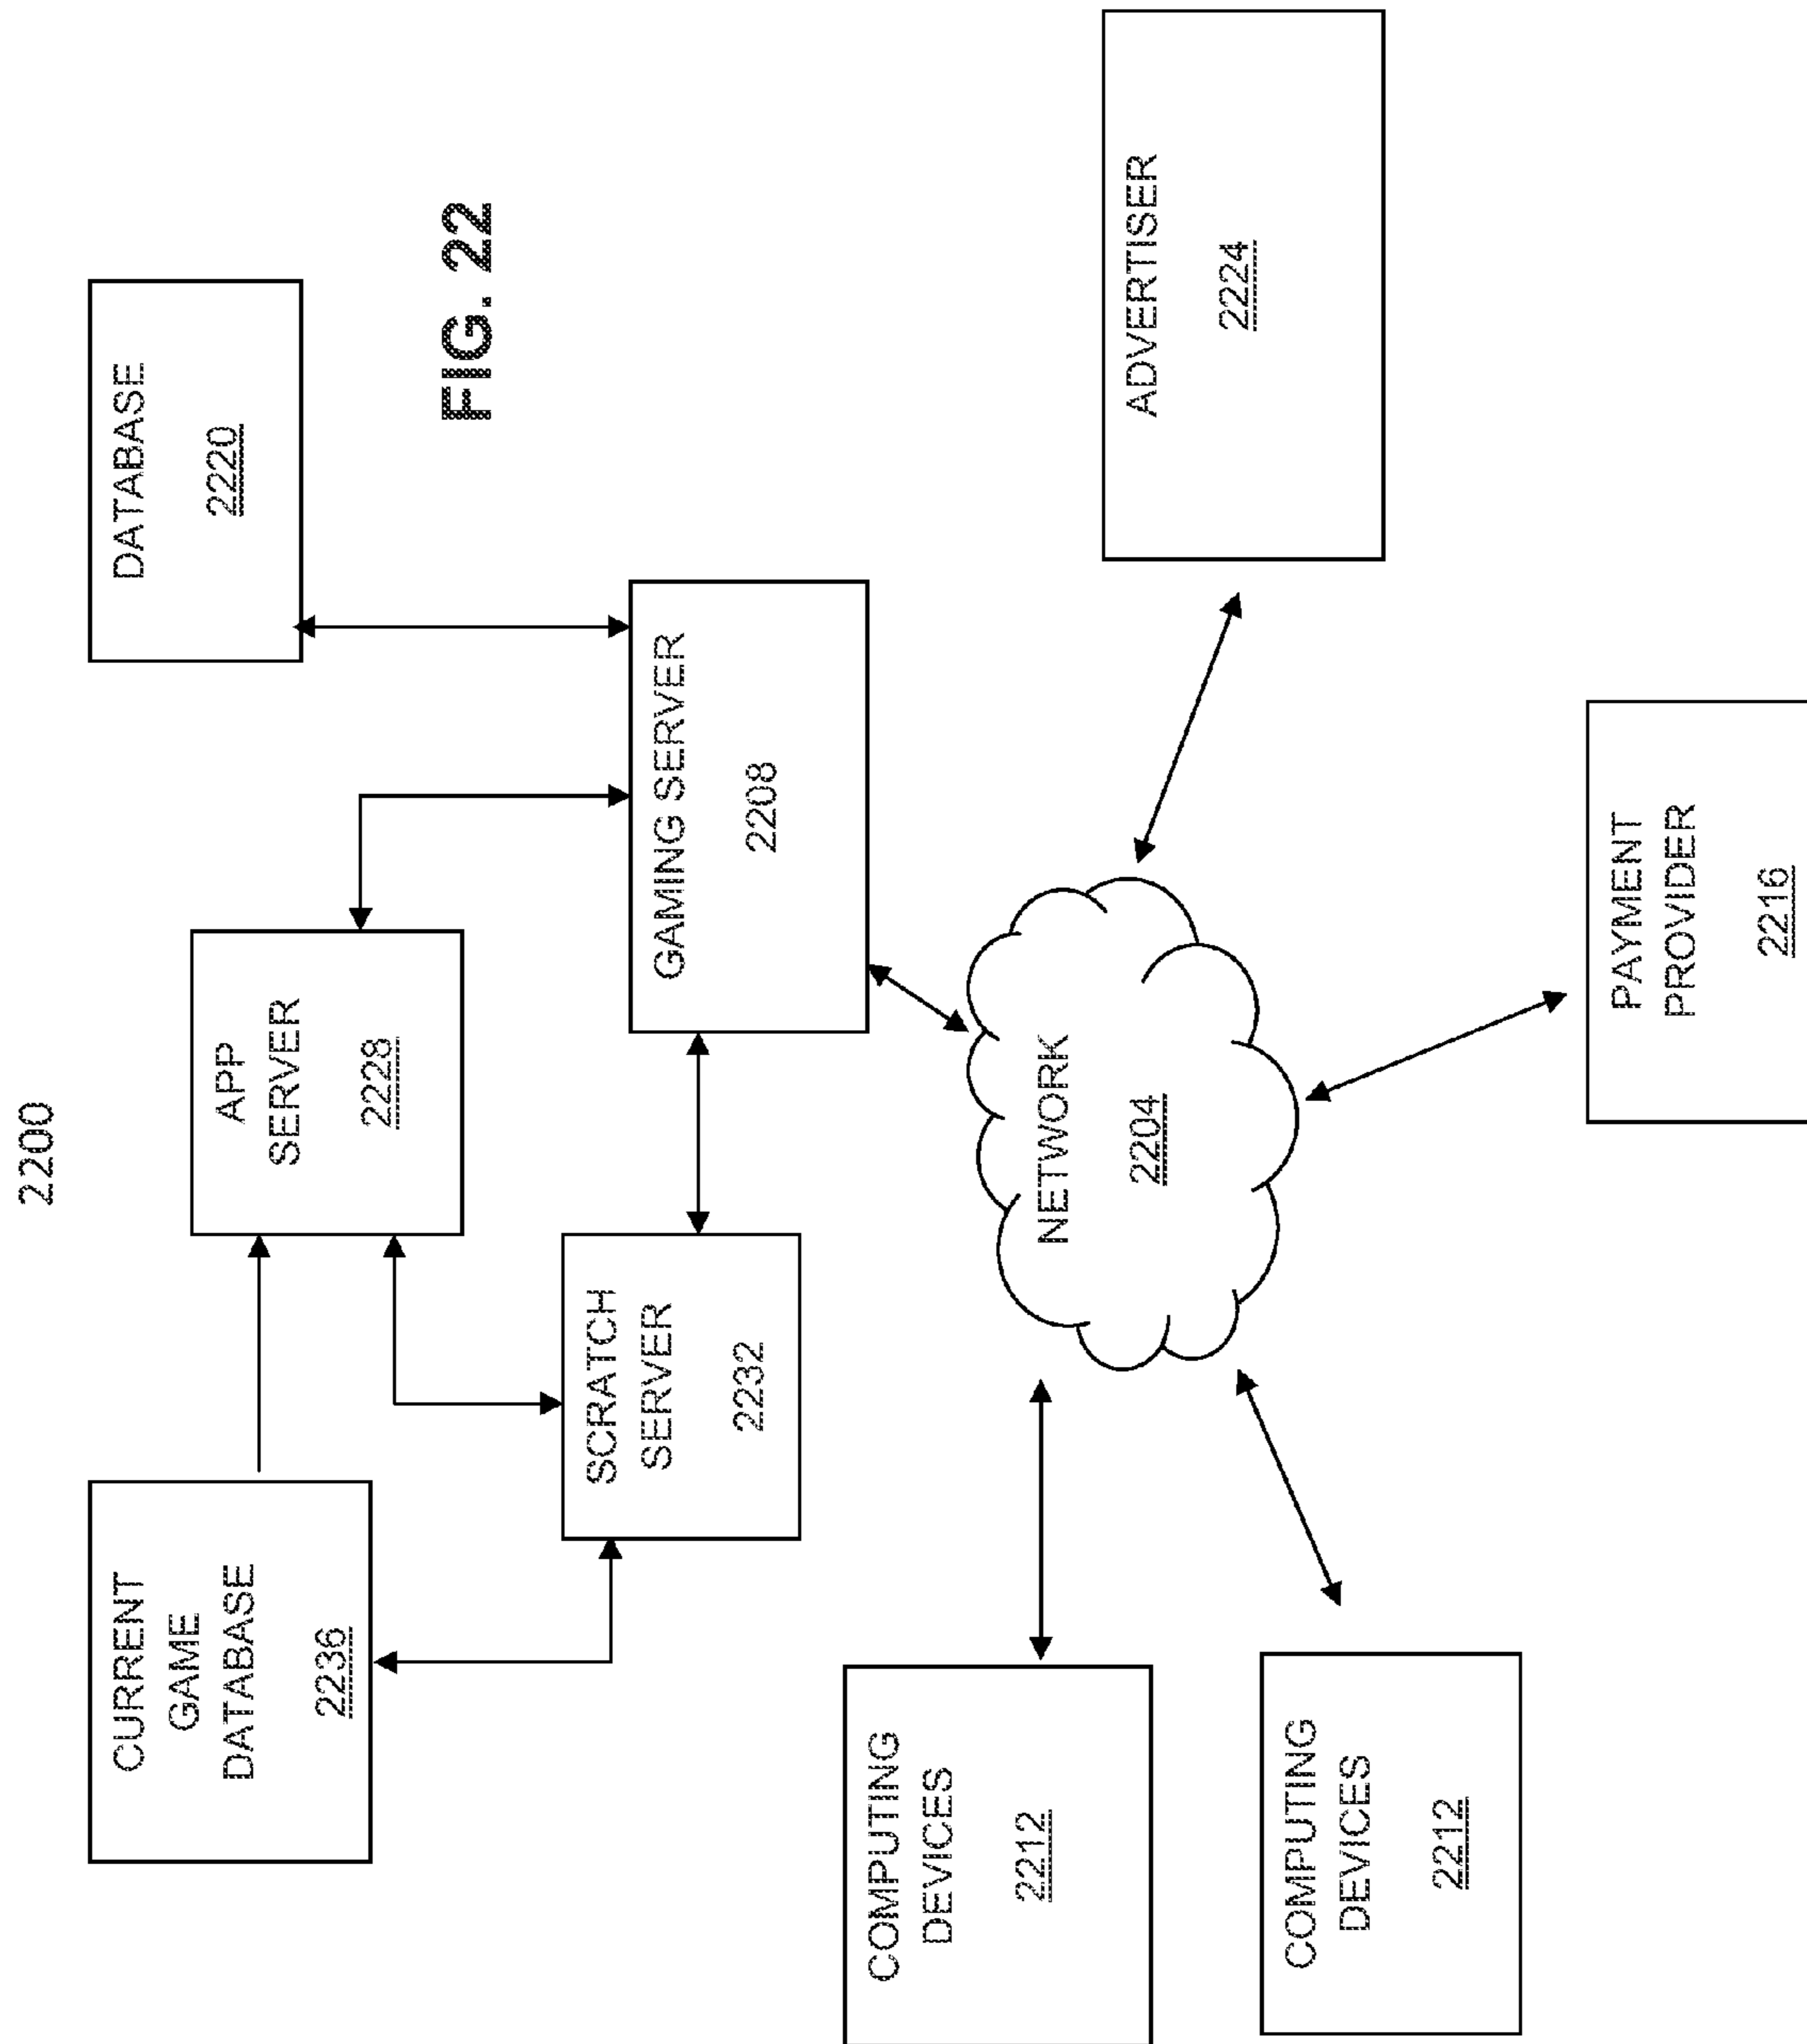 2200
CURRENT
GAME
DATABASE
2236
APP
SERVER
2228
DATABASE
2220
FIG. 22
SCRATCH
SERVER
2232
GAMING SERVER
2208
COMPUTING
DEVICES
2212
NETWORK
2204
ADVERTISER
2224
COMPUTING
DEVICES
2212
PAYMENT
PROVIDER
2216